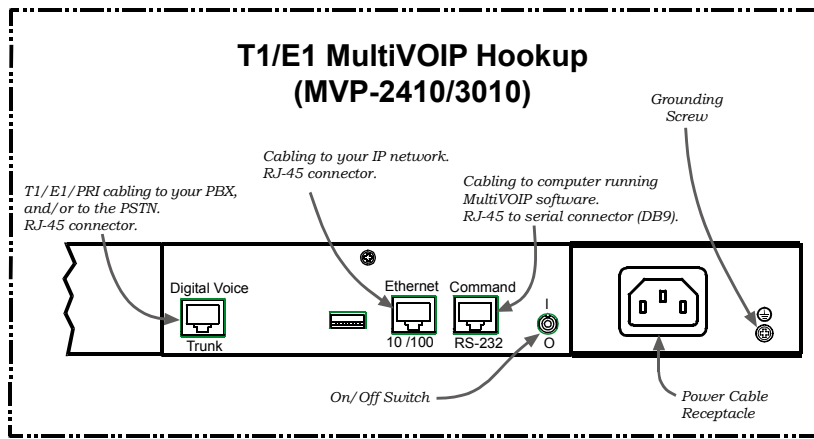 T1/E1 MultiVOIP Hookup
(MVP-2410/3010)
Grounding
Screw
Cabling to your IP network.
RJ-45 connector.
T1/E1/PRI cabling to your PBX,
and/or to the PSTN.
RJ-45 connector.
Cabling to computer running
MultiVOIP software.
RJ-45 to serial connector (DB9).
Digital Voice
Trunk
Ethernet
10 /100
Command
RS-232
I
O
On/Off Switch
Power Cable
Receptacle